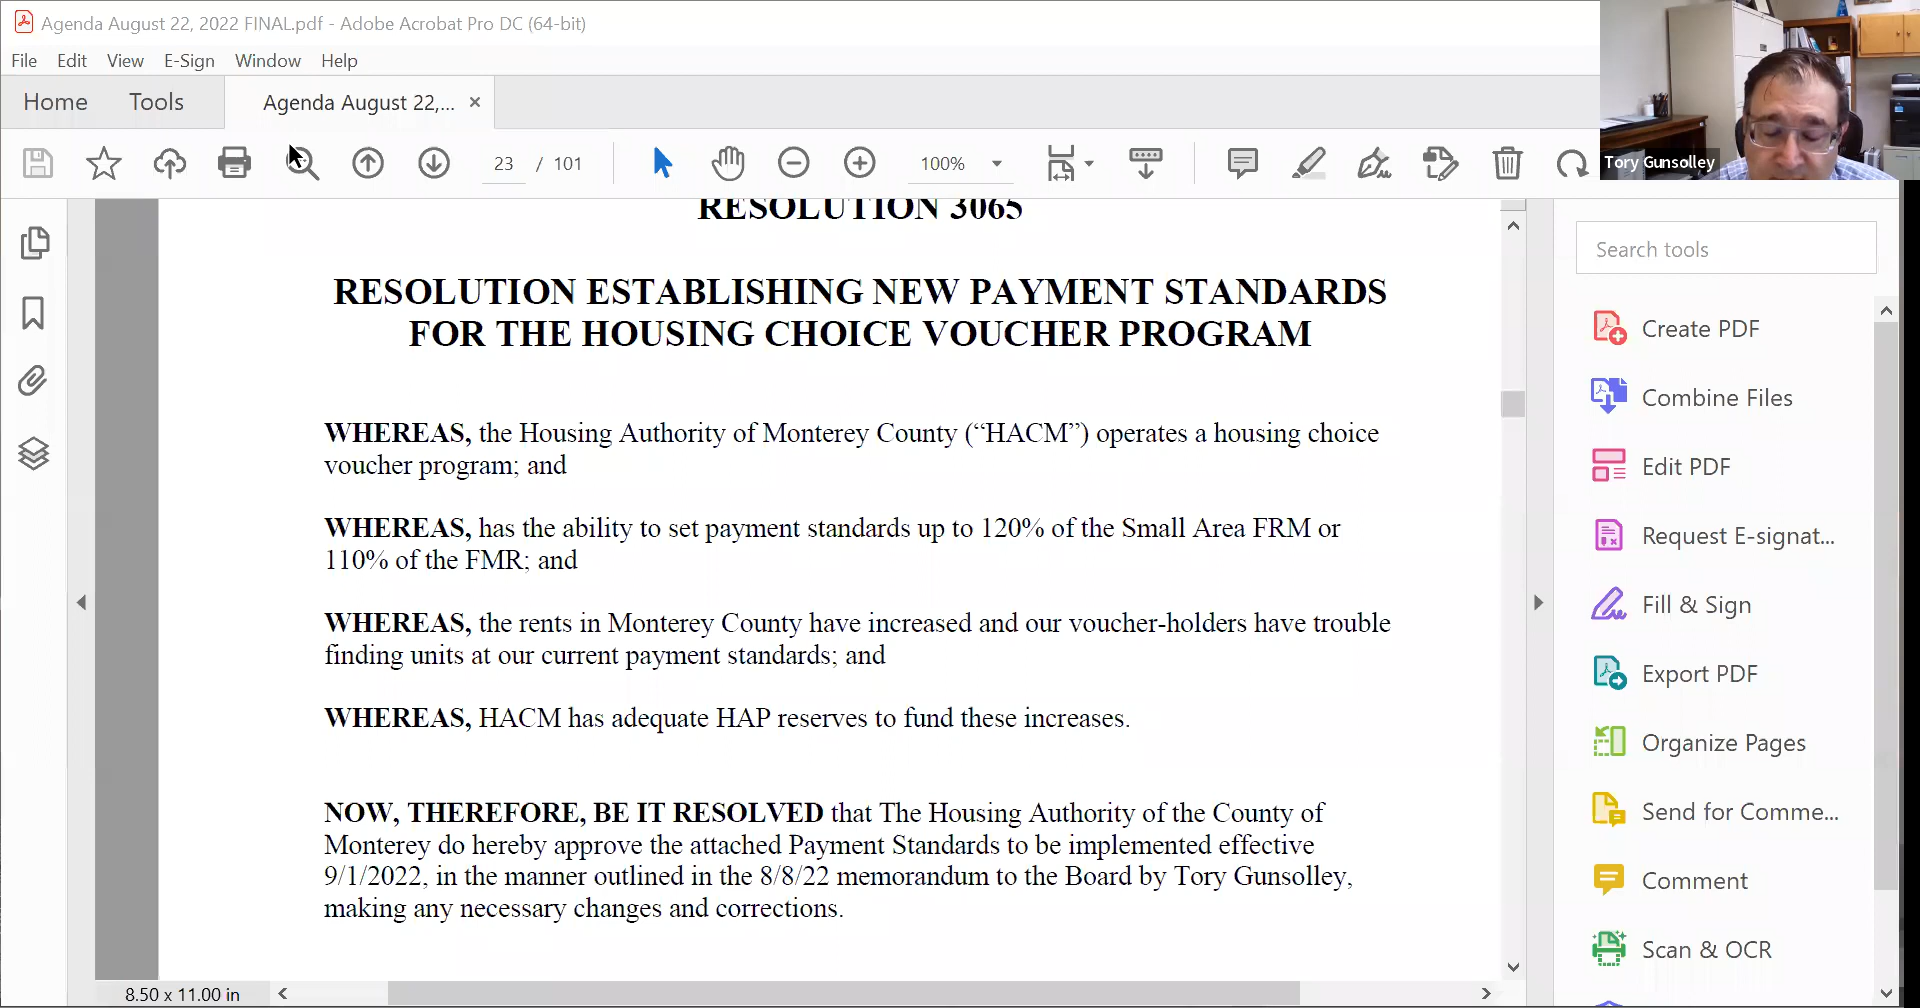 Agenda August 22, 2022 FINAL.pdf - Adobe Acrobat Pro DC (64-bit)
File Edit View E-Sign Window Help
Home Tools Agenda August 22,... ×
23 / 101 100%
Tory Gunsolley
RESOLUTION 3065
RESOLUTION ESTABLISHING NEW PAYMENT STANDARDS
FOR THE HOUSING CHOICE VOUCHER PROGRAM
WHEREAS, the Housing Authority of Monterey County (“HACM”) operates a housing choice
voucher program; and
WHEREAS, has the ability to set payment standards up to 120% of the Small Area FRM or
110% of the FMR; and
WHEREAS, the rents in Monterey County have increased and our voucher-holders have trouble
finding units at our current payment standards; and
WHEREAS, HACM has adequate HAP reserves to fund these increases.
NOW, THEREFORE, BE IT RESOLVED that The Housing Authority of the County of
Monterey do hereby approve the attached Payment Standards to be implemented effective
9/1/2022, in the manner outlined in the 8/8/22 memorandum to the Board by Tory Gunsolley,
making any necessary changes and corrections.
8.50 x 11.00 in
Search tools
Create PDF
Combine Files
Edit PDF
Request E-signat...
Fill & Sign
Export PDF
Organize Pages
Send for Comme...
Comment
Scan & OCR